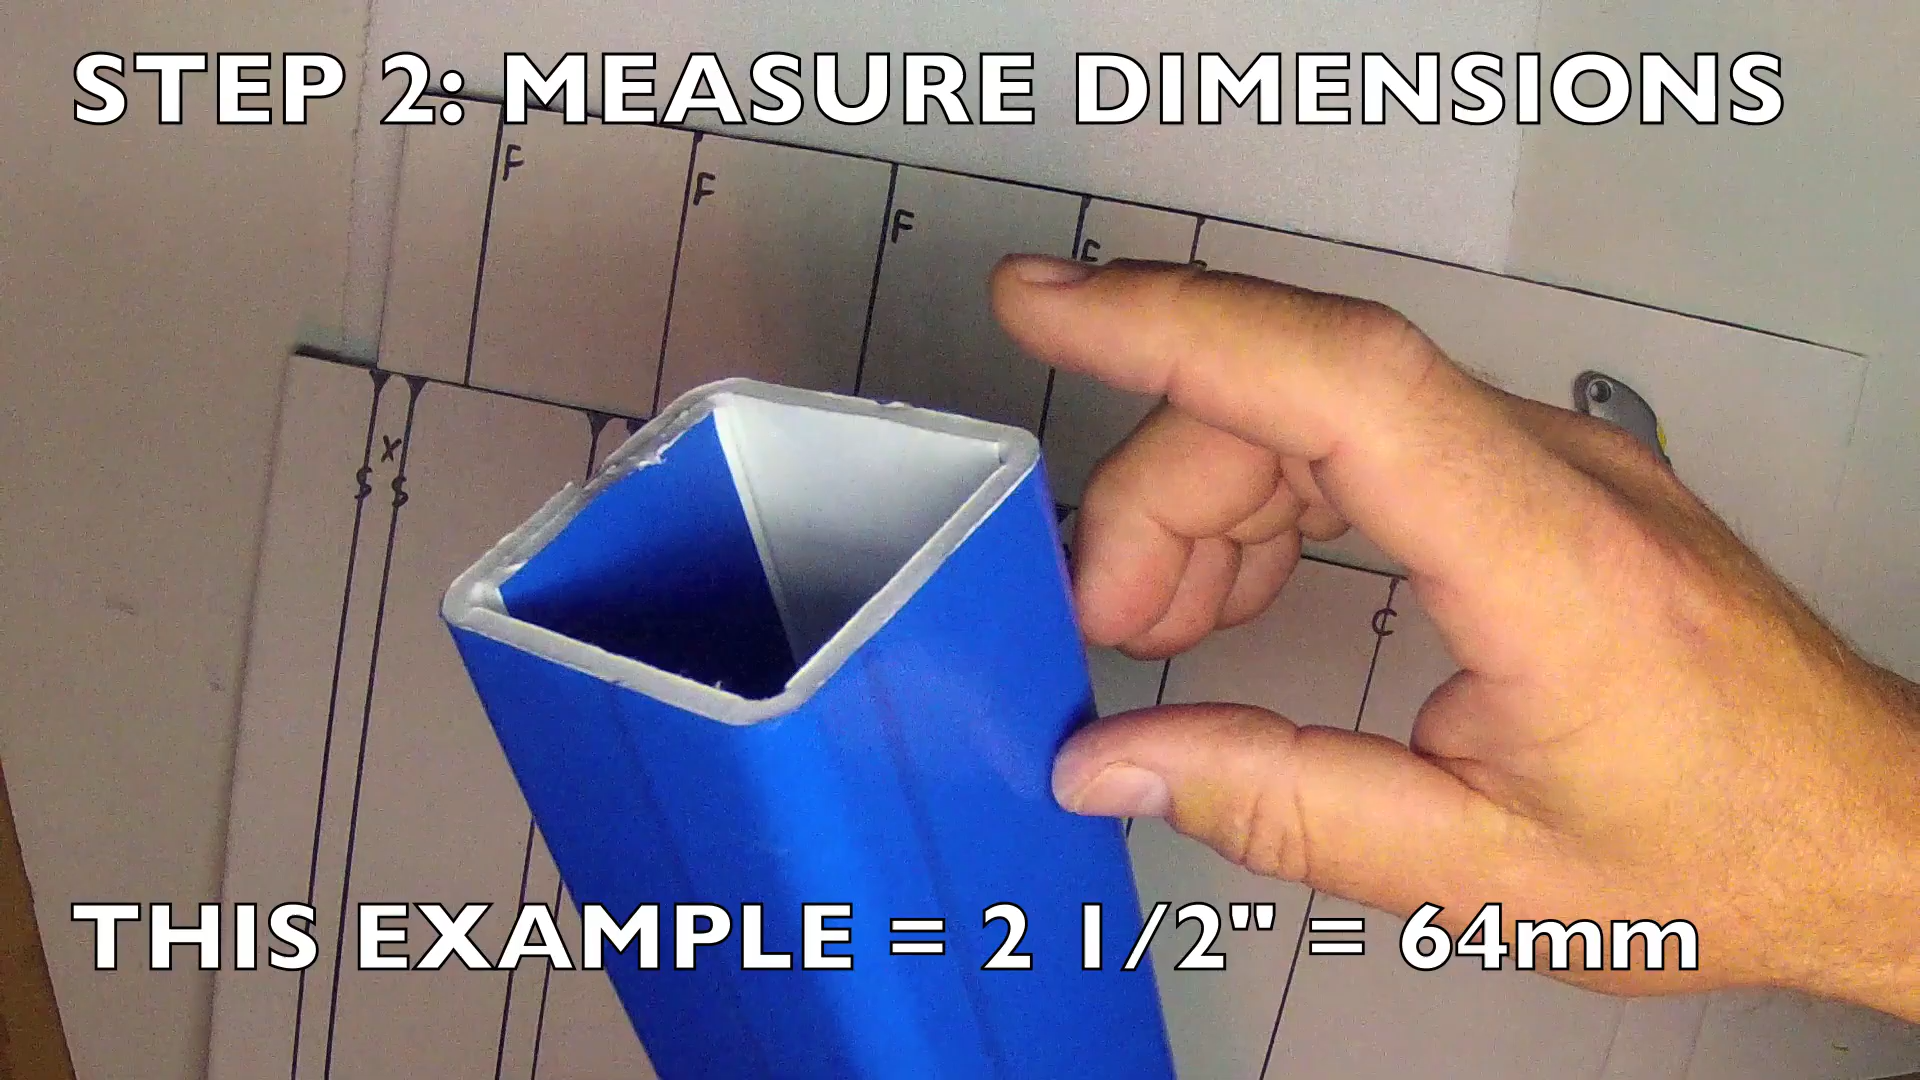 STEP 2: MEASURE DIMENSIONS
F
F
F
F
X
S S
C
THIS EXAMPLE = 2 1/2" = 64mm